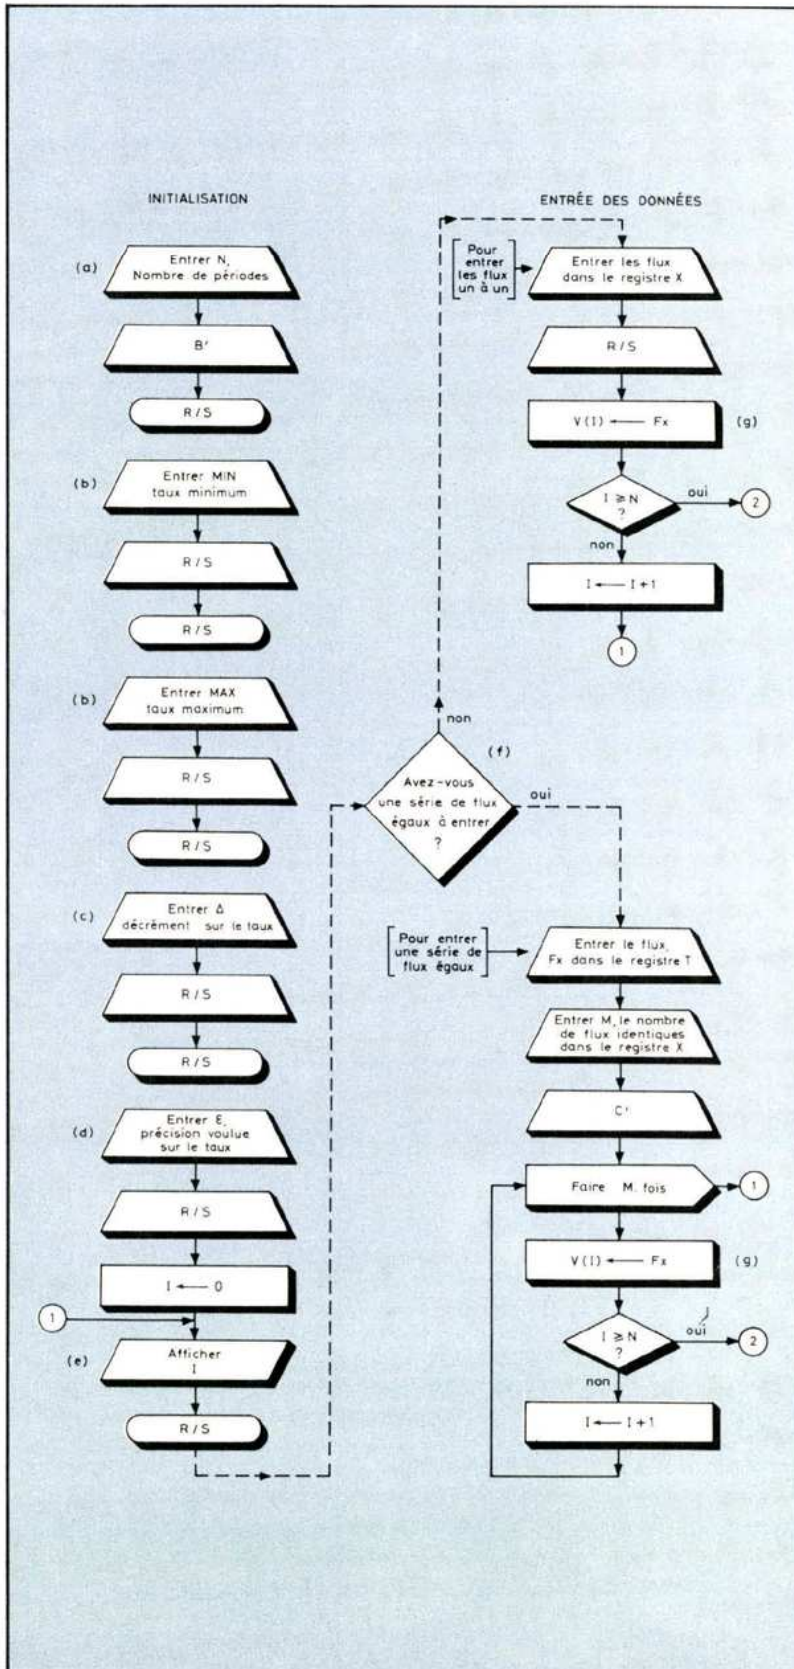 INITIALISATION
(a)
Entrer N,
Nombre de périodes
B'
R/S
(b)
Entrer MIN
taux minimum
R/S
R/S
(b)
Entrer MAX
taux maximum
R/S
R/S
(c)
Entrer Δ
décrément sur le taux
R/S
R/S
(d)
Entrer Ɛ,
précision voulue
sur le taux
R/S
I ← 0
1
(e)
Afficher
I
R/S
(f)
Avez-vous
une série de flux
égaux à entrer
?
non
oui
ENTRÉE DES DONNÉES
Pour
entrer
les flux
un à un
Entrer les flux
dans le registre X
R/S
V(I) ← Fx
(g)
I ≥ N
?
oui
2
non
I ← I+1
1
Pour entrer
une série de
flux égaux
Entrer le flux,
Fx dans le registre T
Entrer M, le nombre
de flux identiques
dans le registre X
C'
Faire M. fois
1
V(I) ← Fx
(g)
I ≥ N
?
oui
2
non
I ← I+1